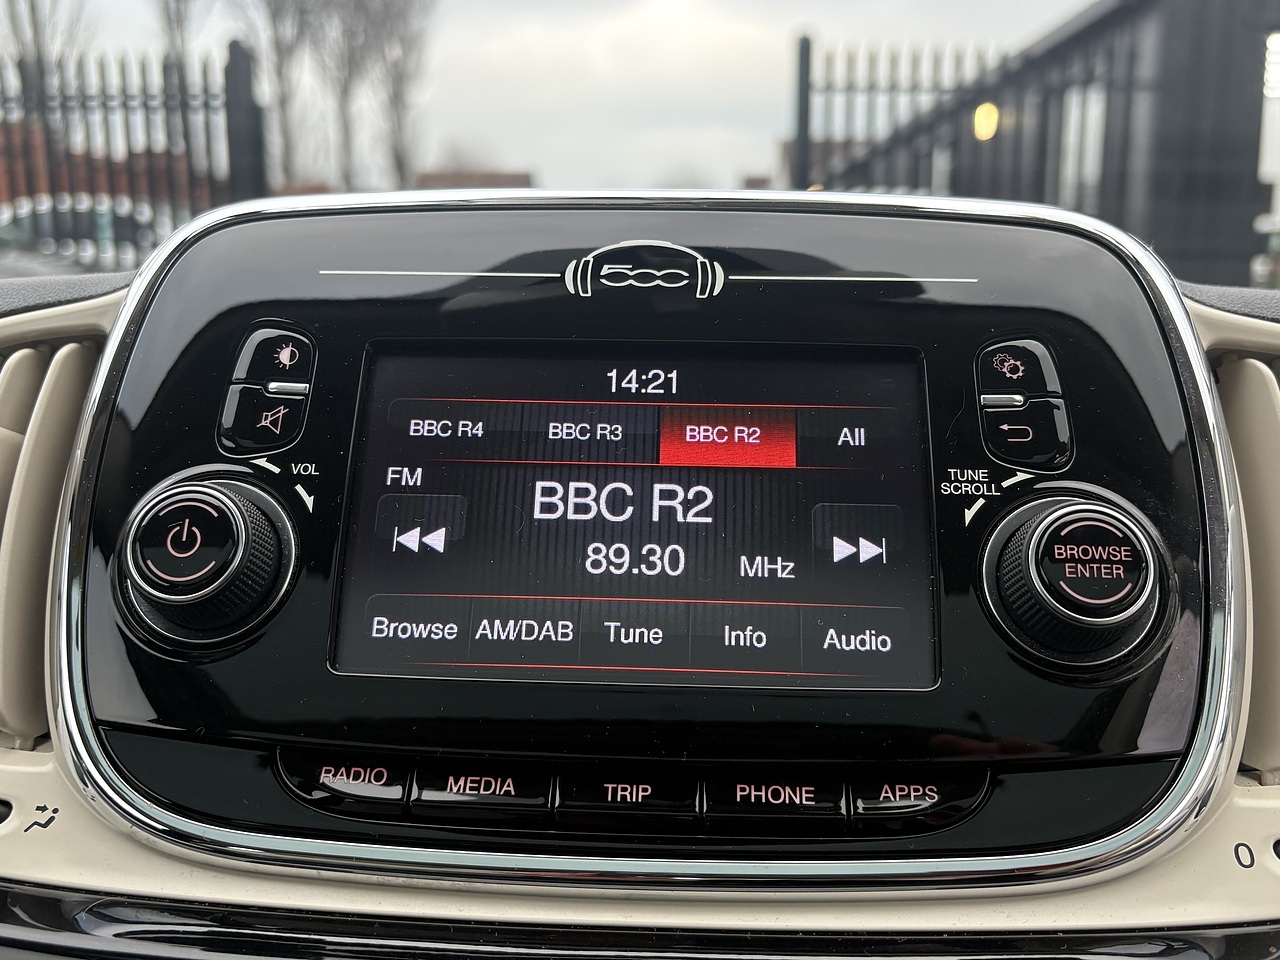 500
14:21
BBC R4 BBC R3 BBC R2 All
FM
BBC R2
89.30 MHz
Browse AM/DAB Tune Info Audio
VOL
TUNE
SCROLL
BROWSE
ENTER
RADIO MEDIA TRIP PHONE APPS
0